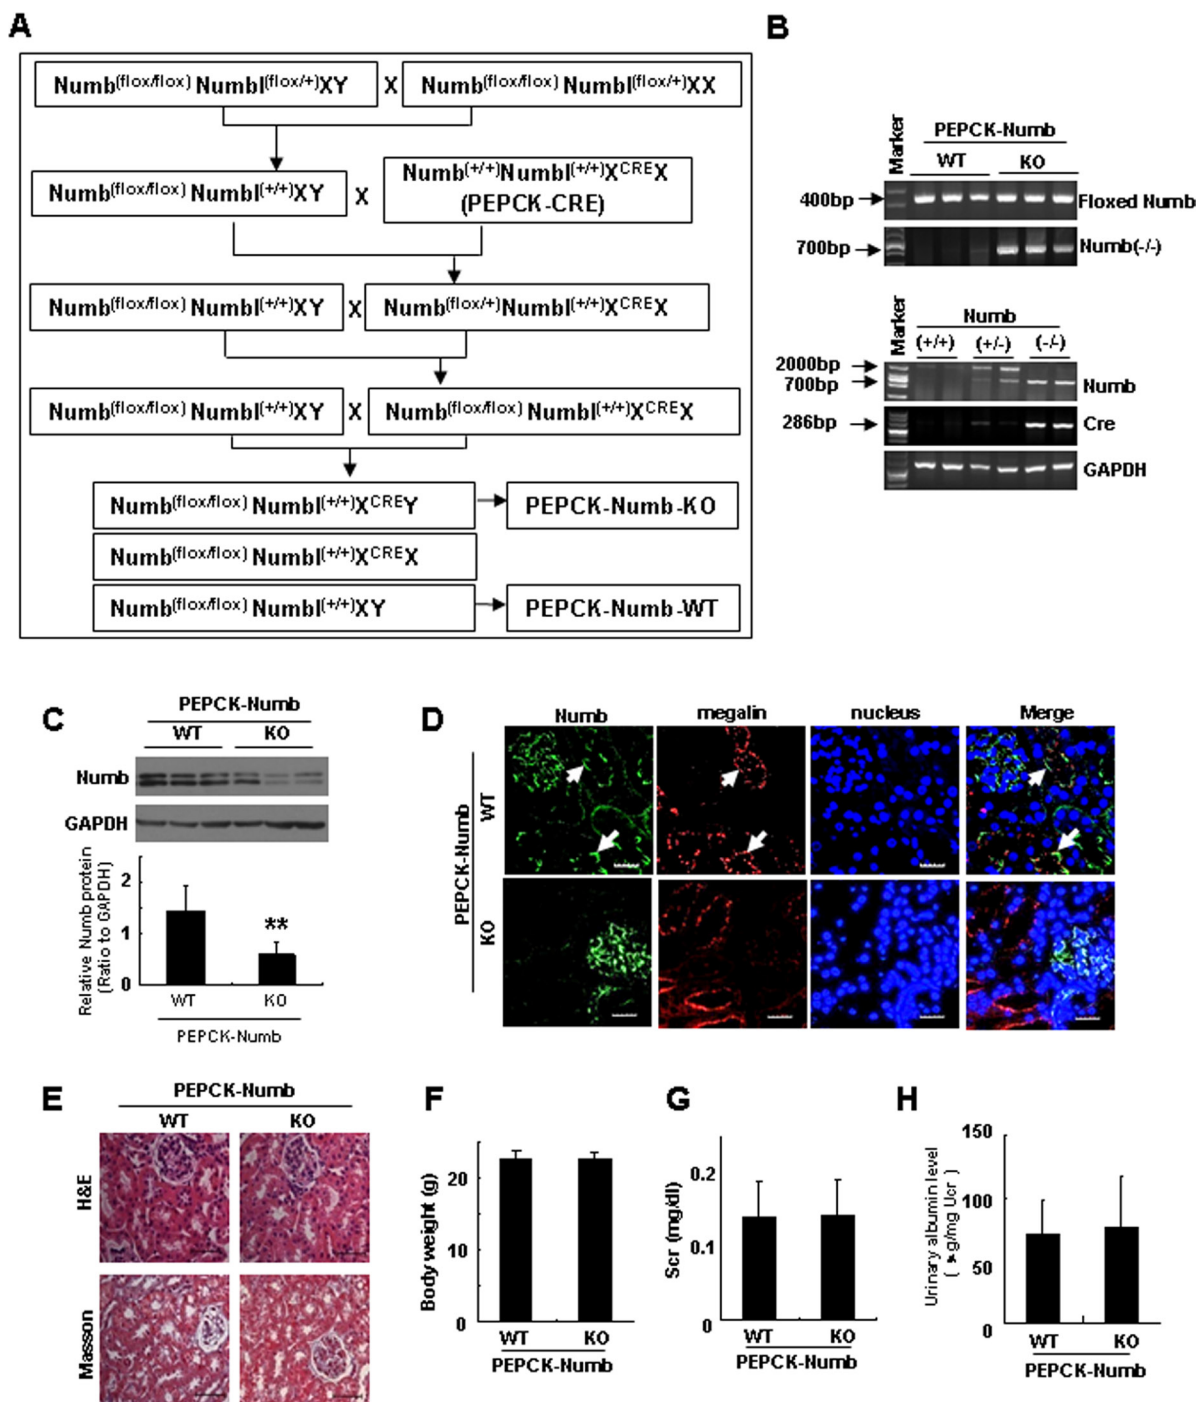 A
Numb(flox/flox) Numbl(flox/+)XY X Numb(flox/flox) Numbl(flox/+)XX
Numb(flox/flox) Numbl(+/+)XY X Numb(+/+)Numbl(+/+)XCREX
(PEPCK-CRE)
Numb(flox/flox) Numbl(+/+)XY X Numb(flox/+)Numbl(+/+)XCREX
Numb(flox/flox) Numbl(+/+)XY X Numb(flox/flox) Numbl(+/+)XCREX
Numb(flox/flox) Numbl(+/+)XCREY PEPCK-Numb-KO
Numb(flox/flox) Numbl(+/+)XCREX
Numb(flox/flox) Numbl(+/+)XY PEPCK-Numb-WT
B
Marker
PEPCK-Numb
WT KO
400bp Floxed Numb
700bp Numb(-/-)
Marker
Numb
(+/+) (+/-) (-/-)
2000bp
700bp Numb
286bp Cre
GAPDH
C
PEPCK-Numb
WT KO
Numb
GAPDH
Relative Numb protein
(Ratio to GAPDH)
2
1
0
**
WT KO
PEPCK-Numb
D
Numb megalin nucleus Merge
PEPCK-Numb
WT
KO
E
PEPCK-Numb
WT KO
H&E
Masson
F
Body weight (g)
20
10
0
WT KO
PEPCK-Numb
G
Scr (mg/dl)
0.2
0.1
0
WT KO
PEPCK-Numb
H
Urinary albumin level
g/mg Ucr )
150
100
50
0
WT KO
PEPCK-Numb